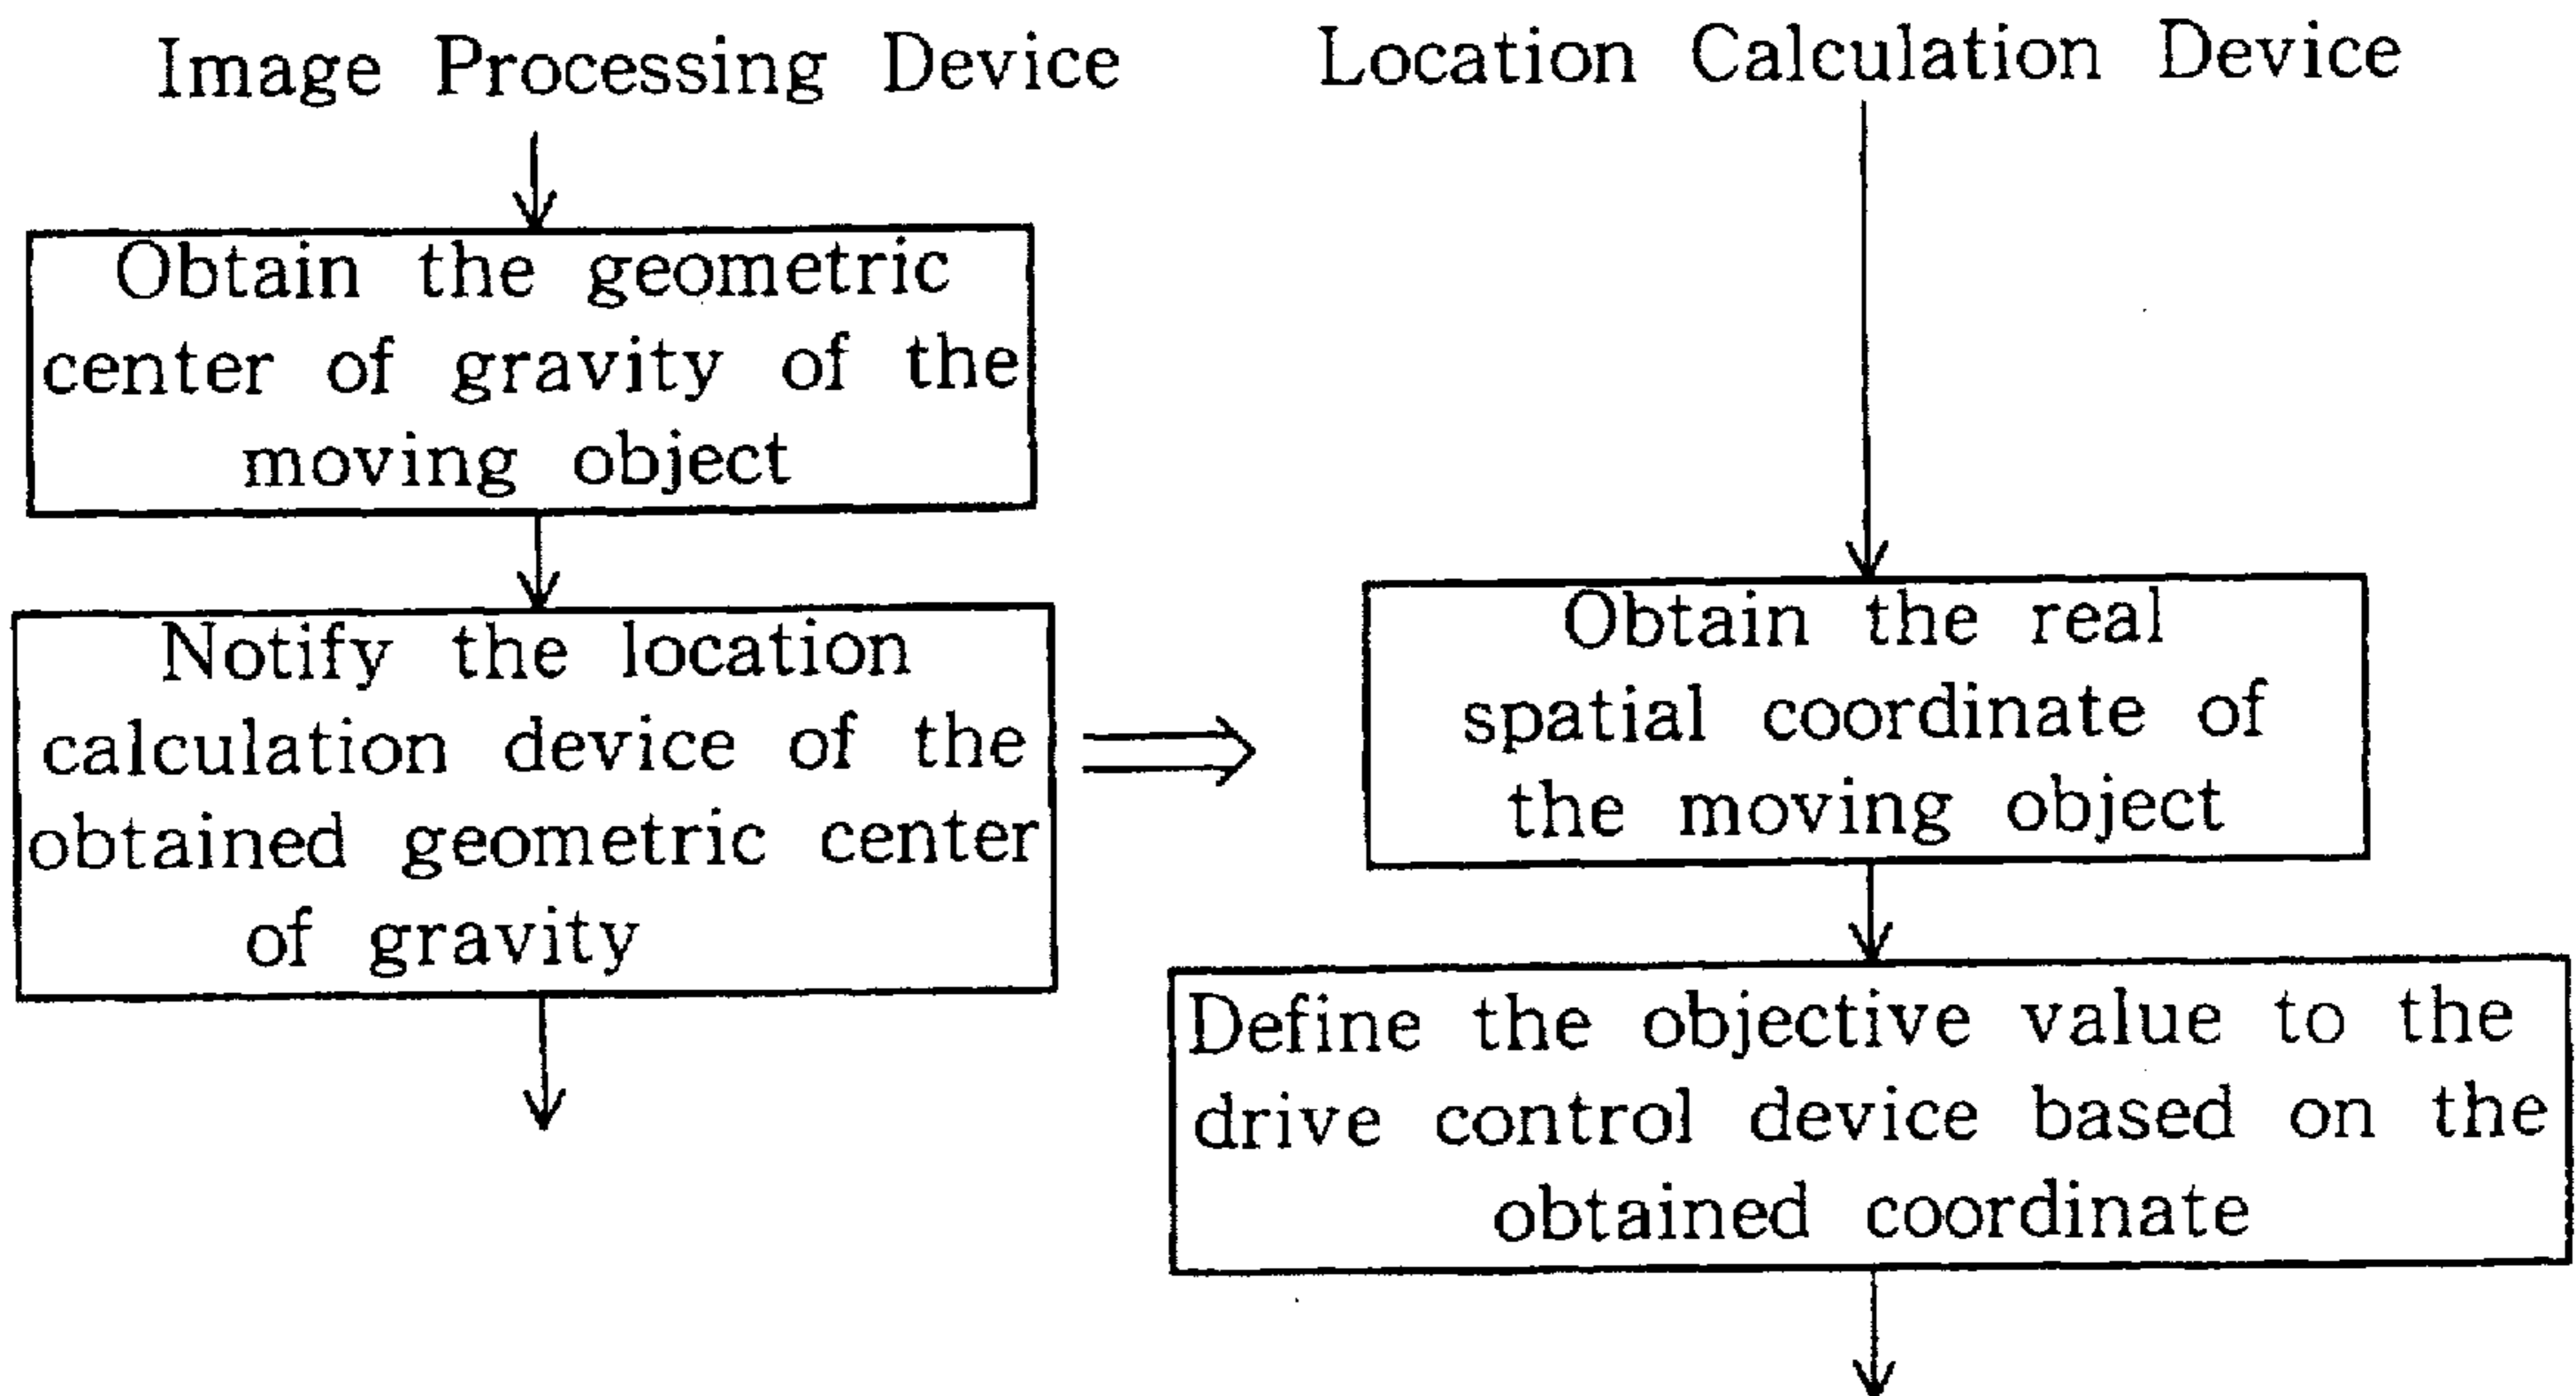 Image Processing Device
Obtain the geometric
center of gravity of the
moving object
Notify the location
calculation device of the
obtained geometric center
of gravity
Location Calculation Device
Obtain the real
spatial coordinate of
the moving object
Define the objective value to the
drive control device based on the
obtained coordinate